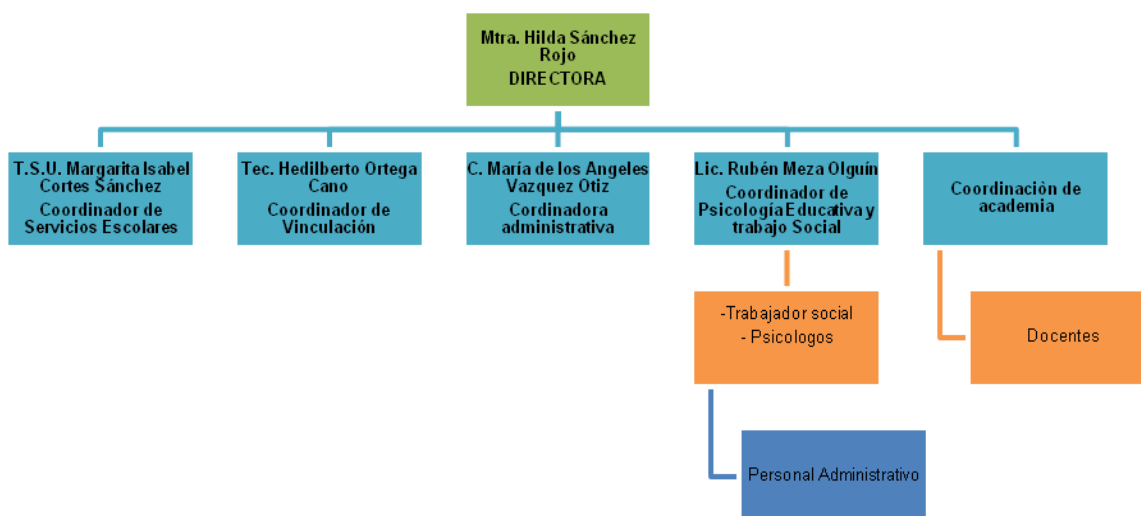 Mtra. Hilda Sánchez
Rojo
DIRECTORA
T.S.U. Margarita Isabel
Cortes Sánchez
Coordinador de
Servicios Escolares
Tec. Hedilberto Ortega
Cano
Coordinador de
Vinculación
C. María de los Angeles
Vazquez Otiz
Cordinadora
administrativa
Lic. Rubén Meza Olguín
Coordinador de
Psicología Educativa y
trabajo Social
Coordinaciòn de
academia
-Trabajador social
- Psicologos
Docentes
Personal Administrativo